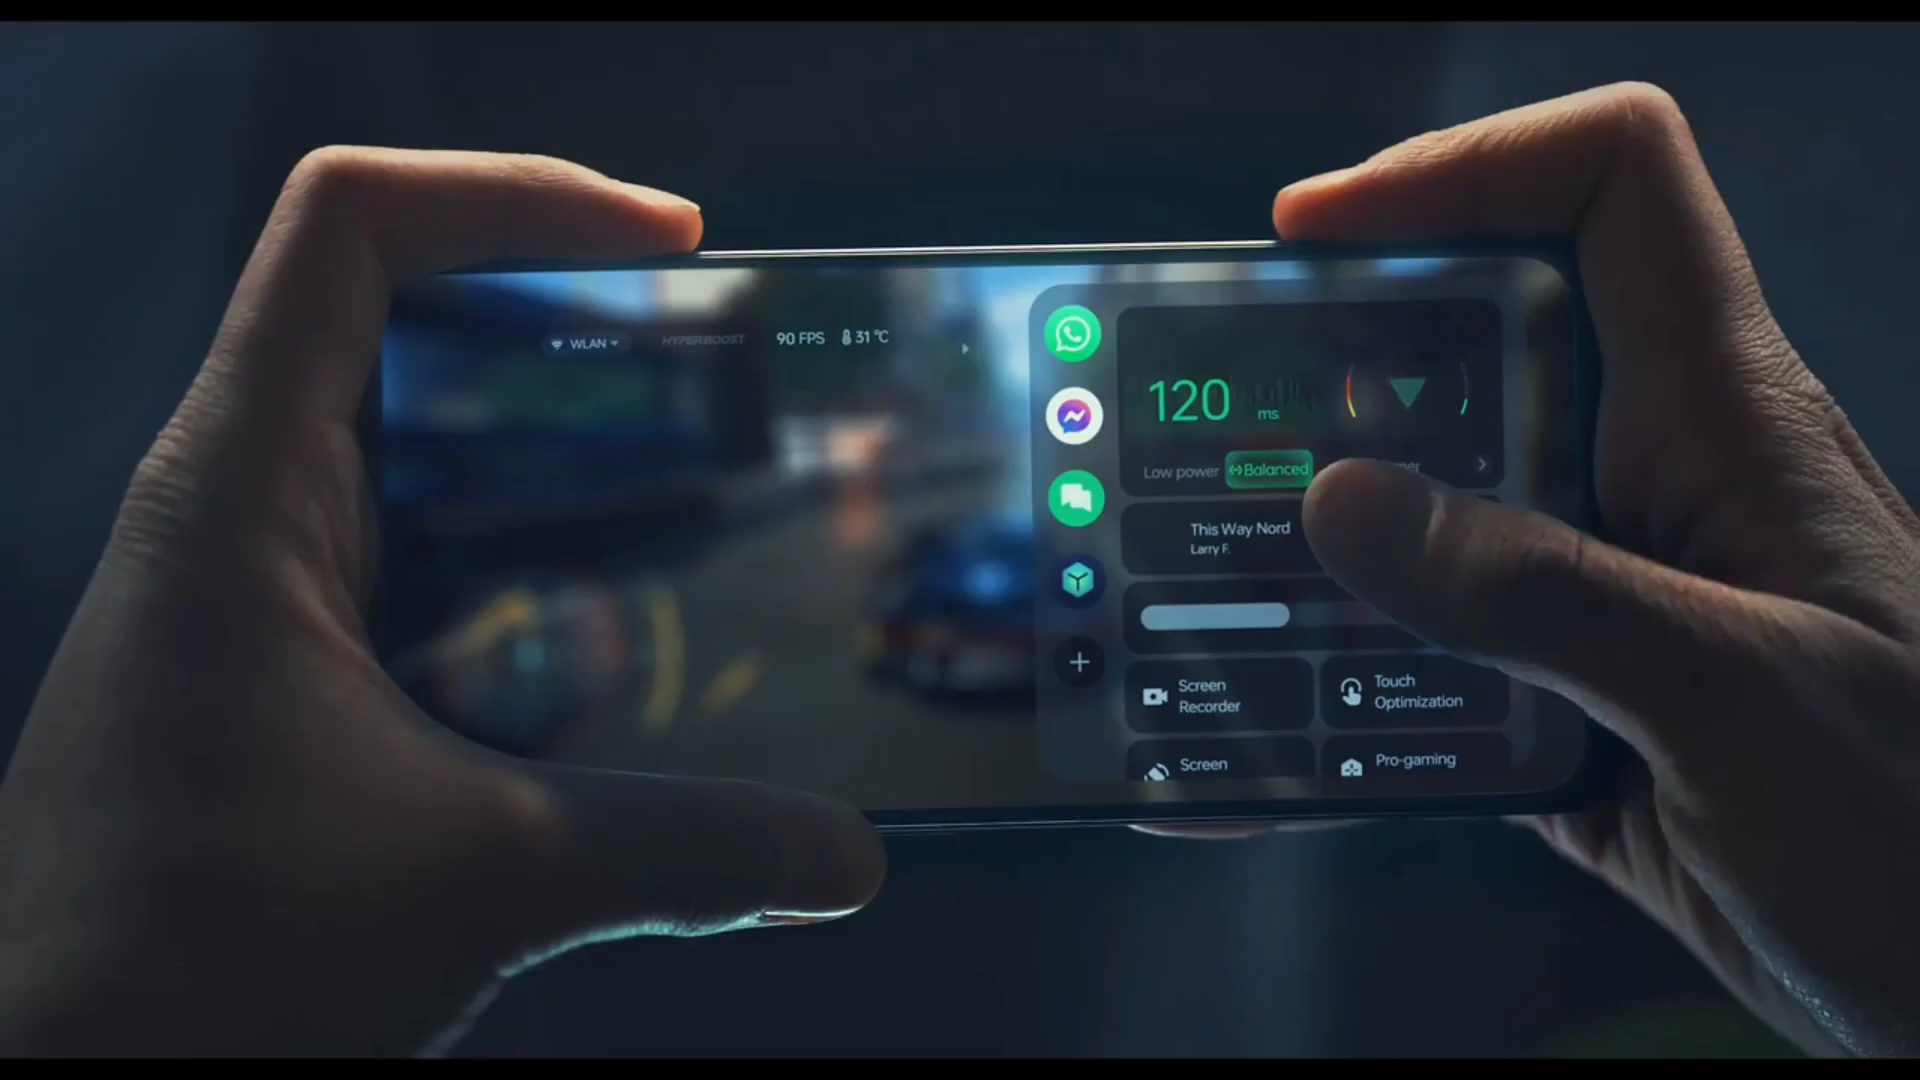 WLAN
HYPERBOOST
90 FPS
31 °C
120
ms
Low power
Balanced
This Way Nord
Larry F.
Screen
Recorder
Touch
Optimization
Screen
Pro-gaming